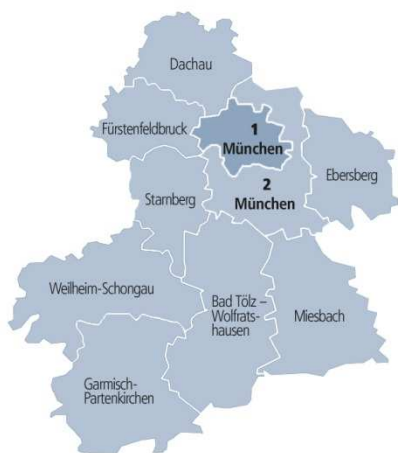 Dachau
Fürstenfeldbruck
1
München
Ebersberg
2
München
Starnberg
Weilheim-Schongau
Bad Tölz –
Wolfrats-
hausen
Miesbach
Garmisch-
Partenkirchen